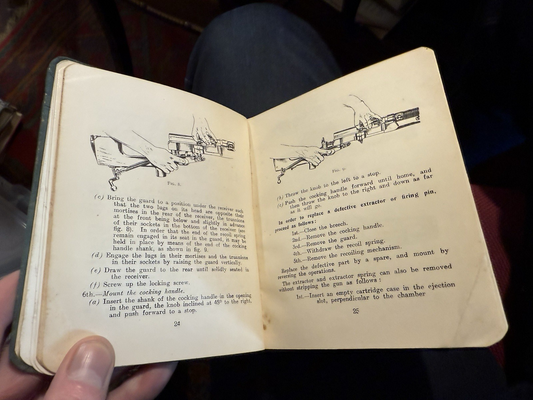 (c) Bring the guard to a position under the receiver such
that the two lugs on its head are opposite their
mortises in the rear of the receiver, the trunnions
at the front being below and slightly in advance
of their sockets in the bottom of the receiver (see
fig. 8). In order that the end of the recoil spring
remain engaged in its seat in the guard, it may be
held in place by means of the end of the cocking
handle shank, as shown in fig. 9.
(d) Engage the lugs in their mortises and the trunnions
in their sockets by raising the guard vertically.
(e) Draw the guard to the rear until solidly seated in
the receiver.
(f) Screw up the locking screw.
6th.—Mount the cocking handle.
(a) Insert the shank of the cocking handle in the opening
in the guard, the knob inclined at 45° to the right,
and push forward to a stop.
24
(b) Throw the knob to the left to a stop.
(c) Push the cocking handle forward until home, and
then throw the knob to the right and down as far
as it will go.
In order to replace a defective extractor or firing pin,
proceed as follows:
1st.—Close the breech.
2nd.—Remove the cocking handle.
3rd.—Remove the guard.
4th.—Withdraw the recoil spring.
5th.—Remove the recoiling mechanism.
Replace the defective part by a spare, and mount by
reversing the operations.
The extractor and extractor spring can also be removed
without stripping the gun as follows:
1st.—Insert an empty cartridge case in the ejection
slot, perpendicular to the chamber
25